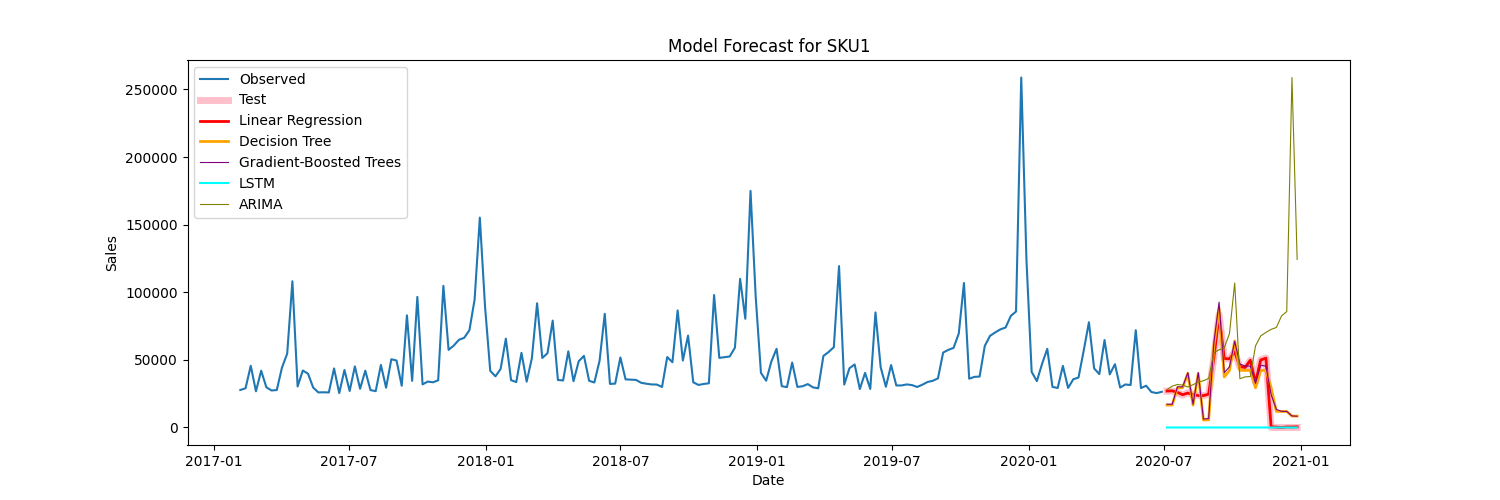 Model Forecast for SKU1
Observed
Test
Linear Regression
Decision Tree
Gradient-Boosted Trees
LSTM
ARIMA
250000
200000
150000
100000
50000
0
Sales
2017-01 2017-07 2018-01 2018-07 2019-01 2019-07 2020-01 2020-07 2021-01
Date